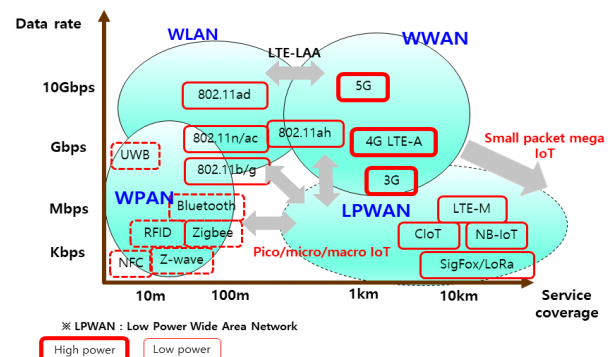 Data rate
WLAN
WWAN
LTE-LAA
10Gbps
802.11ad
5G
Gbps
802.11n/ac
802.11ah
4G LTE-A
Small packet mega
IoT
UWB
802.11b/g
3G
WPAN
Mbps
Bluetooth
LPWAN
LTE-M
RFID
Zigbee
CIoT
NB-IoT
Kbps
NFC
Z-wave
Pico/micro/macro IoT
SigFox/LoRa
10m
100m
1km
10km
Service
coverage
※ LPWAN : Low Power Wide Area Network
High power
Low power